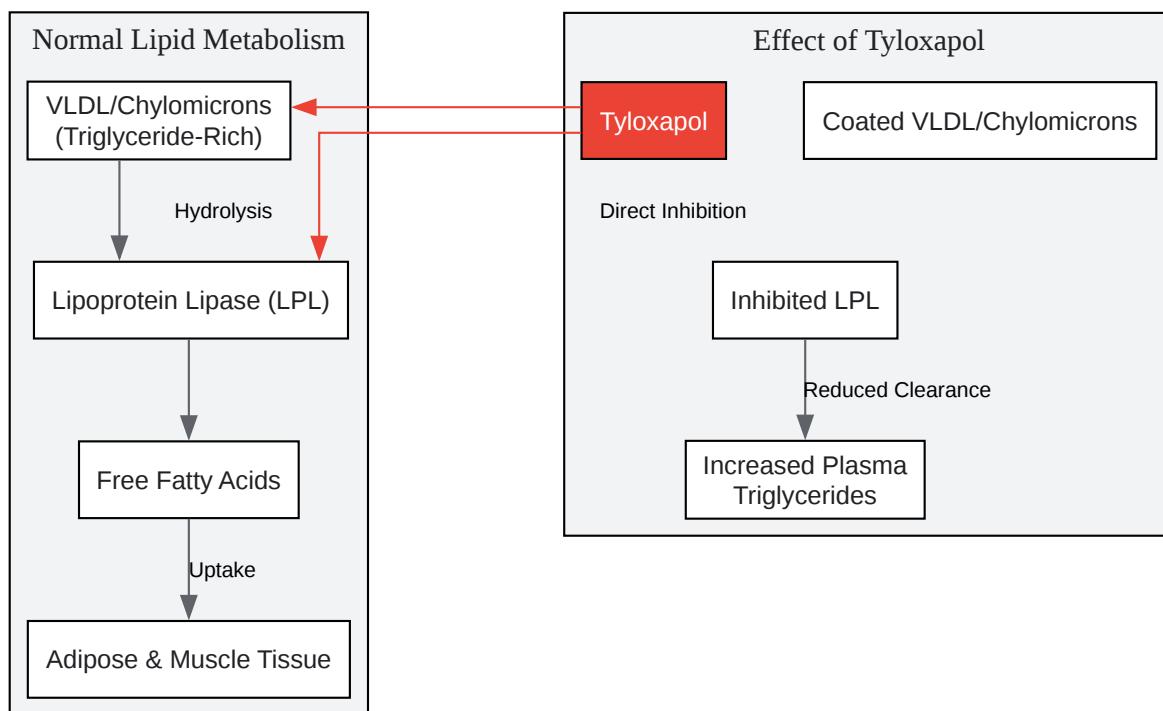 Normal Lipid Metabolism
VLDL/Chylomicrons
(Triglyceride-Rich)
Hydrolysis
Lipoprotein Lipase (LPL)
Free Fatty Acids
Uptake
Adipose & Muscle Tissue
Effect of Tyloxapol
Tyloxapol
Coated VLDL/Chylomicrons
Direct Inhibition
Inhibited LPL
Reduced Clearance
Increased Plasma
Triglycerides